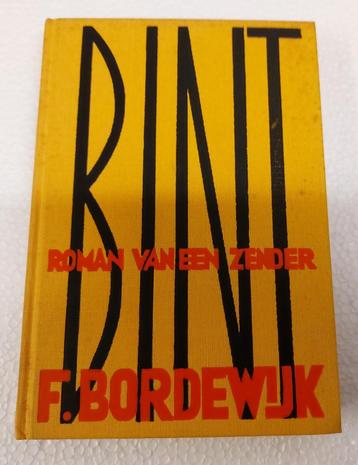 BINT
ROMAN VAN EEN ZENDER
F. BORDEWIJK